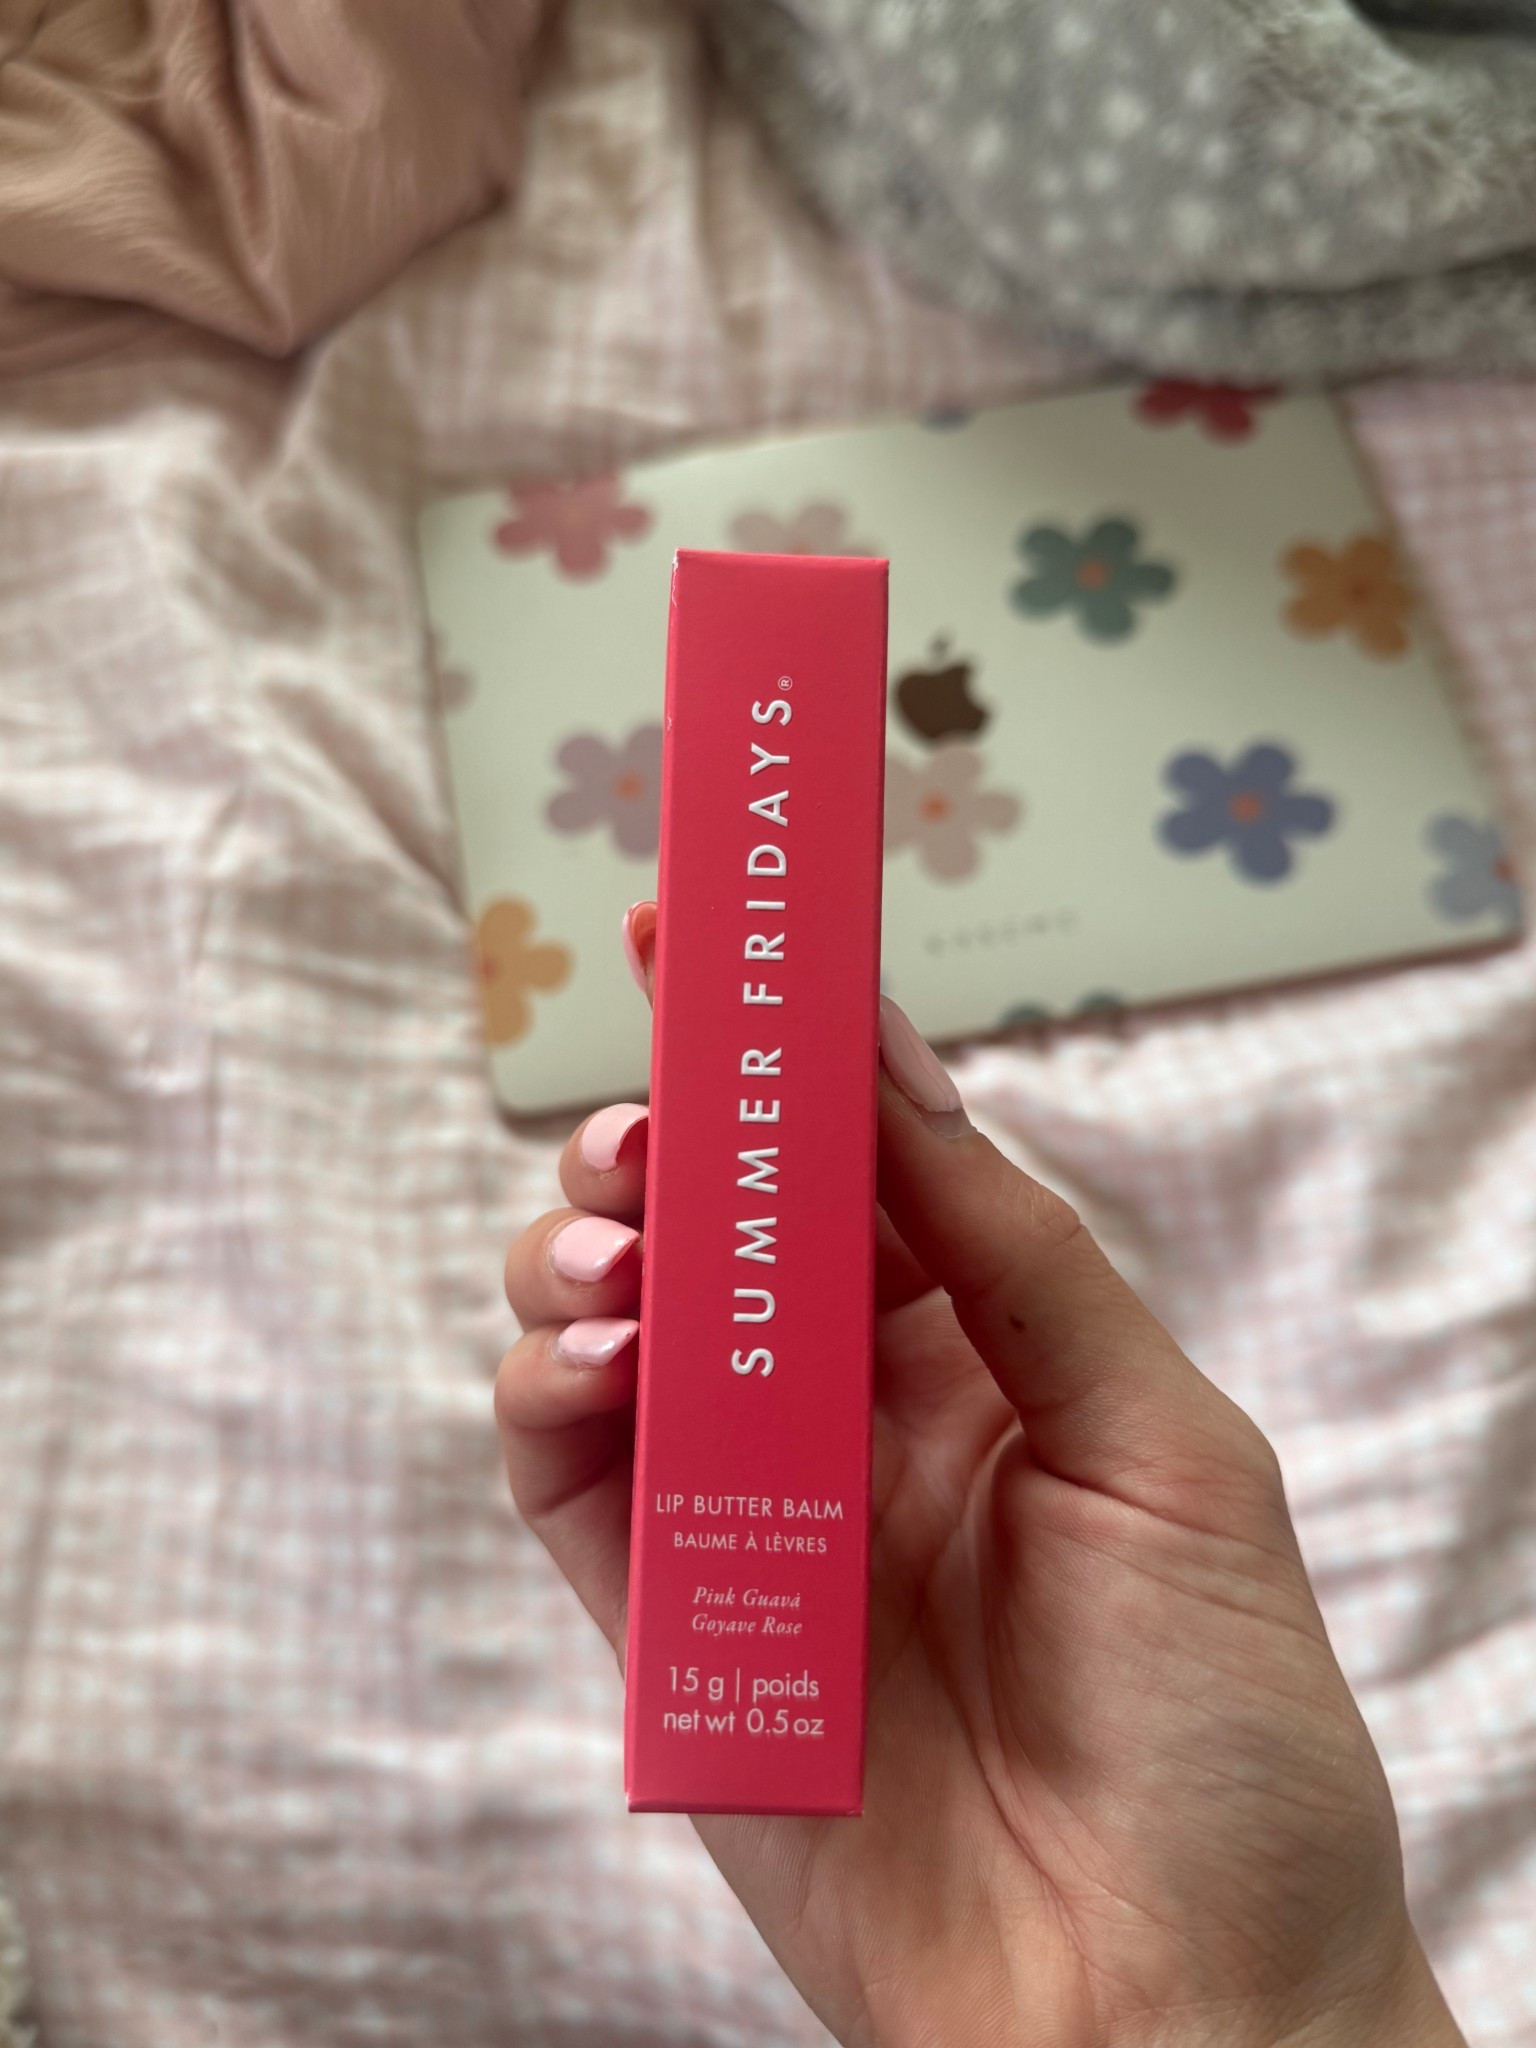 SUMMER FRIDAYS®
LIP BUTTER BALM
BAUME À LÈVRES
Pink Guava
Goyave Rose
15 g | poids
net wt 0.5 oz